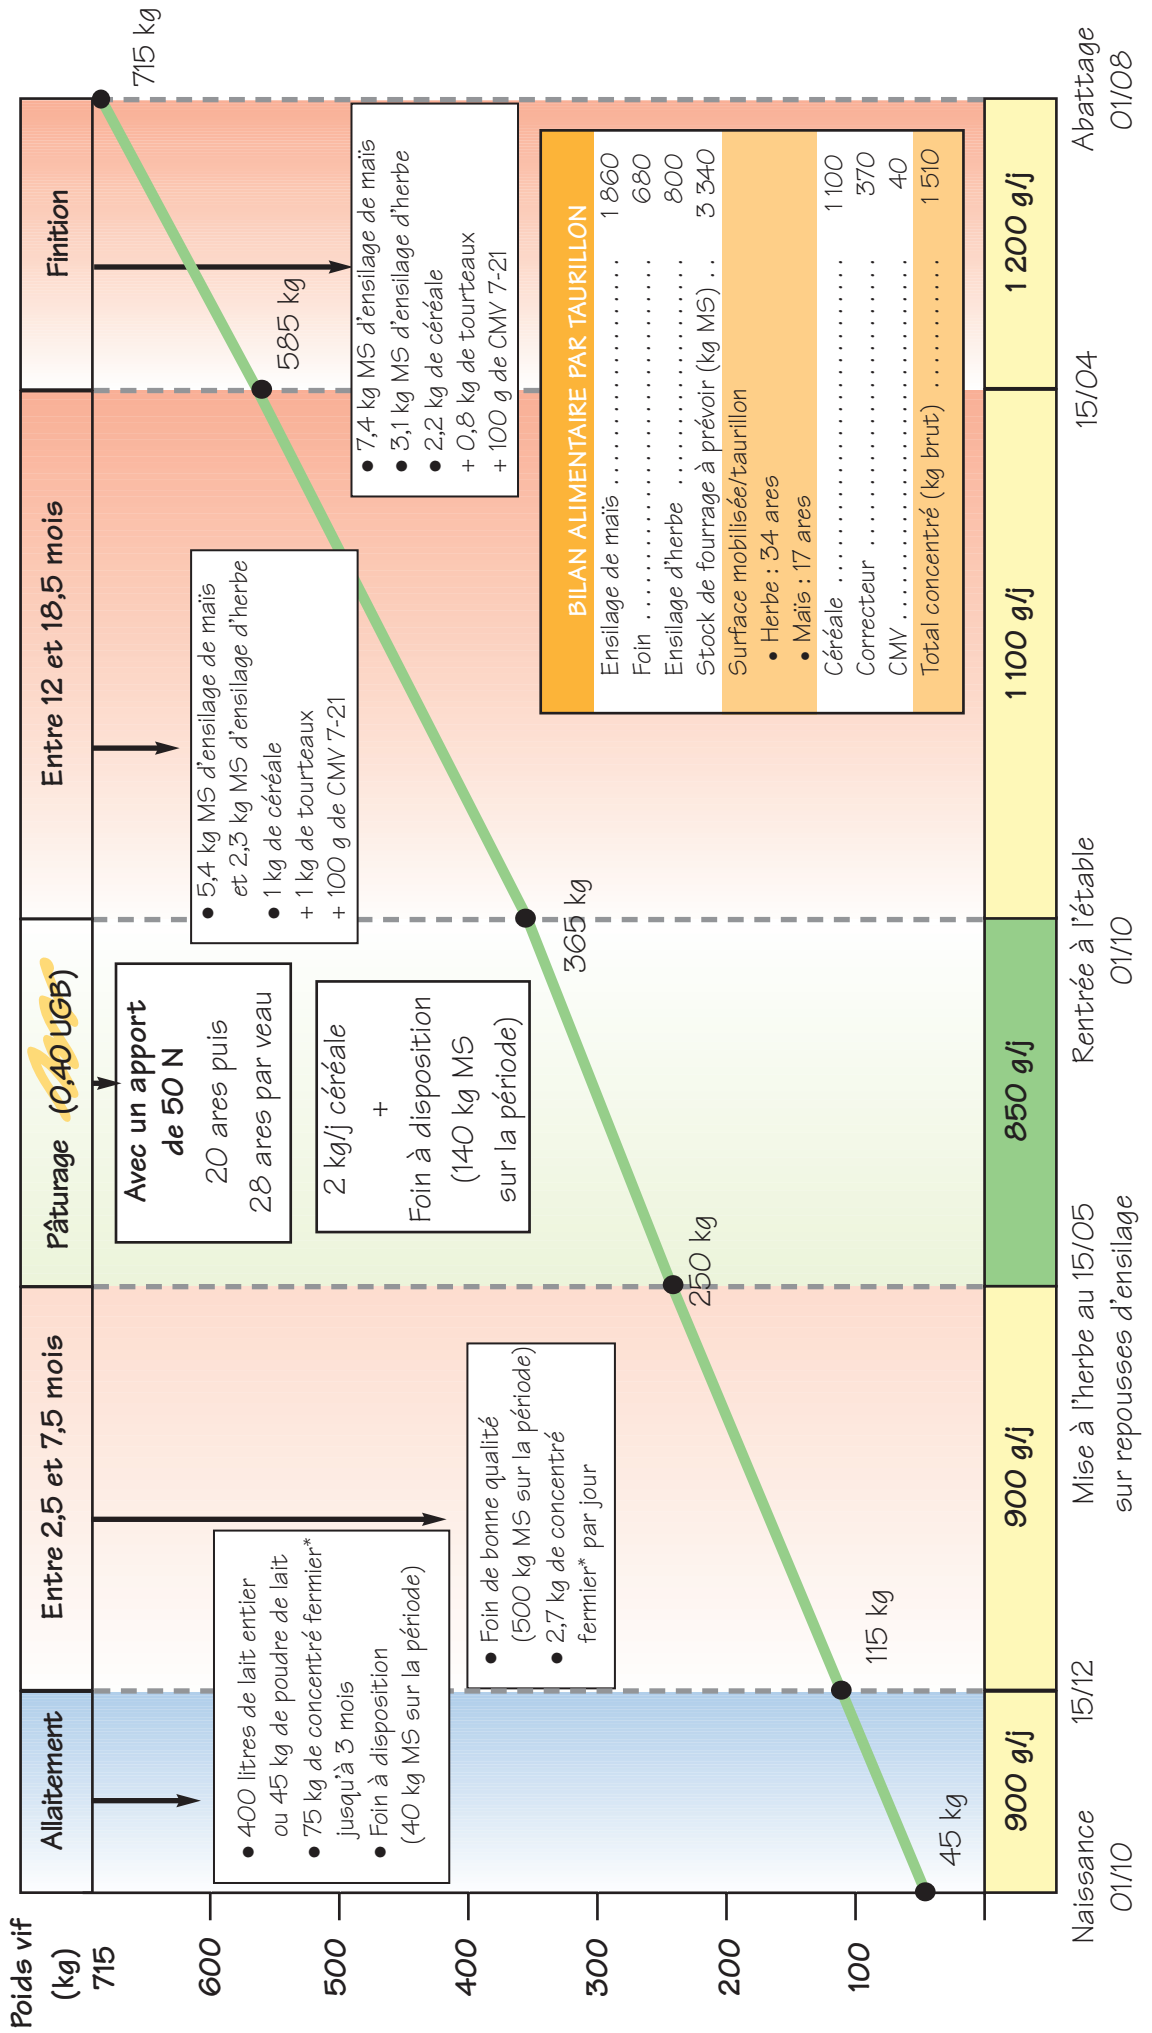 Poids vif
(kg)
715
600
500
400
300
200
100
Allaitement
Entre 2,5 et 7,5 mois
Pâturage (0,40 UGB)
Entre 12 et 18,5 mois
Finition
• 400 litres de lait entier
ou 45 kg de poudre de lait
• 75 kg de concentré fermier*
jusqu'à 3 mois
• Foin à disposition
(40 kg MS sur la période)
• Foin de bonne qualité
(500 kg MS sur la période)
• 2,7 kg de concentré
fermier* par jour
Avec un apport
de 50 N
20 ares puis
28 ares par veau
2 kg/j céréale
+
Foin à disposition
(140 kg MS
sur la période)
• 5,4 kg MS d'ensilage de maïs
et 2,3 kg MS d'ensilage d'herbe
• 1 kg de céréale
+ 1 kg de tourteaux
+ 100 g de CMV 7-21
• 7,4 kg MS d'ensilage de maïs
• 3,1 kg MS d'ensilage d'herbe
• 2,2 kg de céréale
+ 0,8 kg de tourteaux
+ 100 g de CMV 7-21
45 kg
115 kg
250 kg
365 kg
585 kg
715 kg
BILAN ALIMENTAIRE PAR TAURILLON
Ensilage de maïs ........................ 1 860
Foin ........................ 680
Ensilage d'herbe ........................ 800
Stock de fourrage à prévoir (kg MS) .. 3 340
Surface mobilisée/taurillon
• Herbe : 34 ares
• Maïs : 17 ares
Céréale ........................ 1 100
Correcteur ........................ 370
CMV ........................ 40
Total concentré (kg brut) ............ 1 510
900 g/j
900 g/j
850 g/j
1 100 g/j
1 200 g/j
Naissance
01/10
15/12
Mise à l'herbe au 15/05
sur repousses d'ensilage
Rentrée à l'étable
01/10
15/04
Abattage
01/08